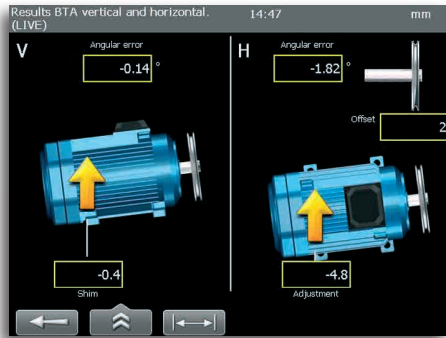 Results BTA vertical and horizontal.
(LIVE)
14:47
mm
V
Angular error
-0.14 °
H
Angular error
-1.82 °
Offset
2
-0.4
Shim
-4.8
Adjustment